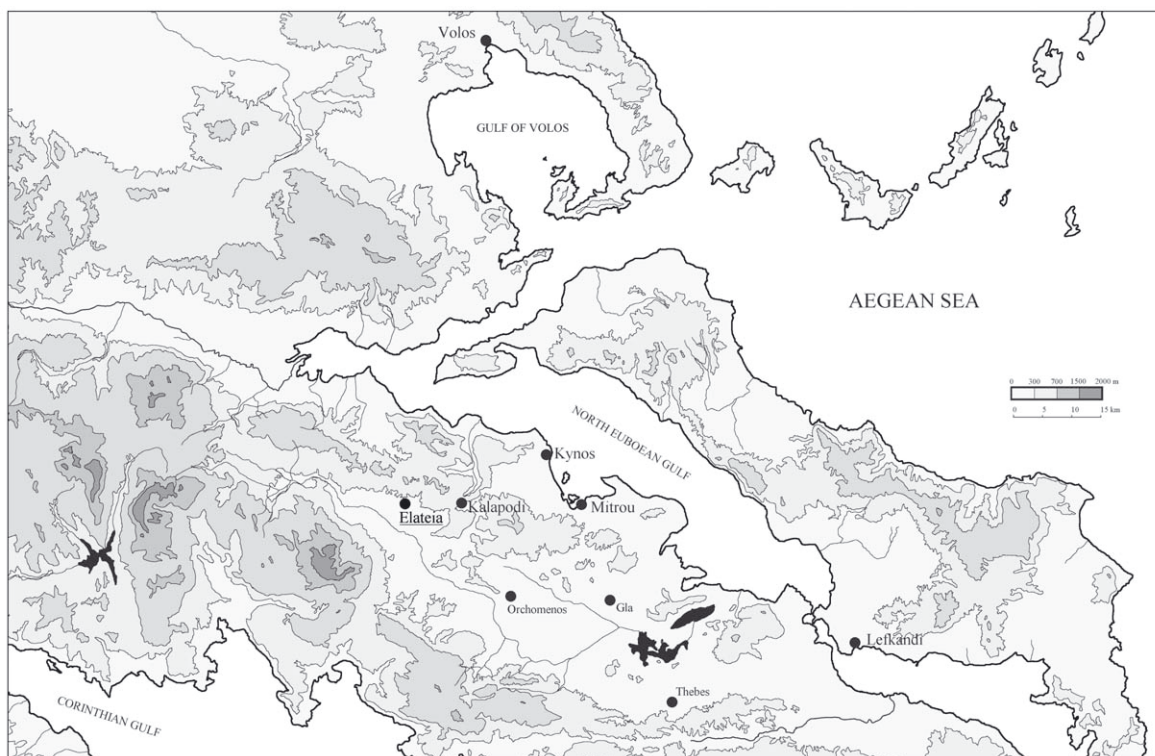 Volos
GULF OF VOLOS
AEGEAN SEA
0 300 700 1500 2000 m
0 5 10 15 km
NORTH EUBOEAN GULF
Kynos
Elateia
Kalapodi
Mitrou
Orchomenos
Gla
Lefkandi
Thebes
CORINTHIAN GULF